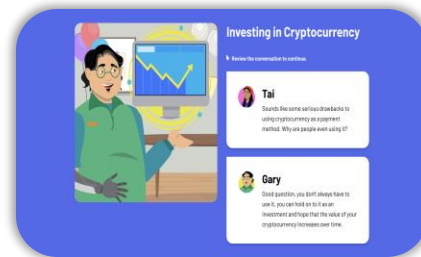 Investing in Cryptocurrency
Review the conversation to continue.
Tai
Sounds like some serious drawbacks to
using cryptocurrency as a payment
method. Why are people even using it?
Gary
Good question, you don't always have to
use it, you can hold on to it as an
investment and hope that the value of your
cryptocurrency increases over time.